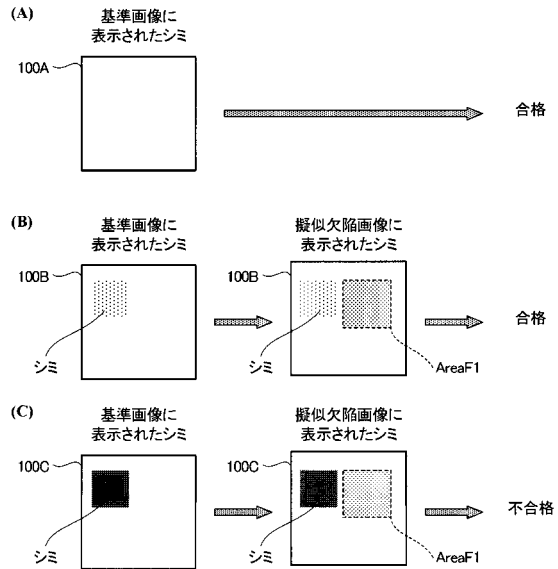 (A)
基準画像に
表示されたシミ
100A
合格
(B)
基準画像に
表示されたシミ
擬似欠陥画像に
表示されたシミ
100B
100B
合格
シミ
シミ
AreaF1
(C)
基準画像に
表示されたシミ
擬似欠陥画像に
表示されたシミ
100C
100C
不合格
シミ
シミ
AreaF1